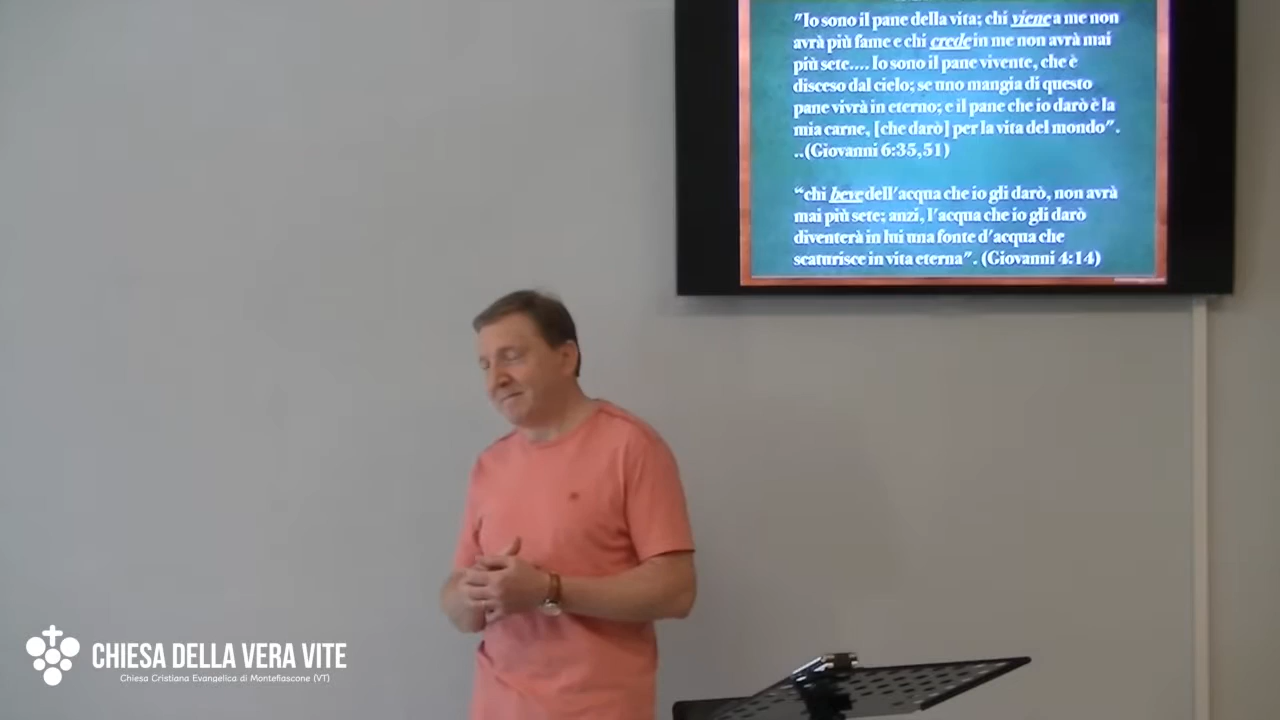 "Io sono il pane della vita; chi viene a me non
avrà più fame e chi crede in me non avrà mai
più sete.... Io sono il pane vivente, che è
disceso dal cielo; se uno mangia di questo
pane vivrà in eterno; e il pane che io darò è la
mia carne, [che darò] per la vita del mondo".
..(Giovanni 6:35,51)
“chi beve dell'acqua che io gli darò, non avrà
mai più sete; anzi, l'acqua che io gli darò
diventerà in lui una fonte d'acqua che
scaturisce in vita eterna". (Giovanni 4:14)
CHIESA DELLA VERA VITE
Chiesa Cristiana Evangelica di Montefiascone (VT)